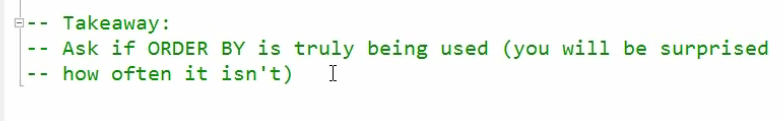 -- Takeaway:
-- Ask if ORDER BY is truly being used (you will be surprised
-- how often it isn't)